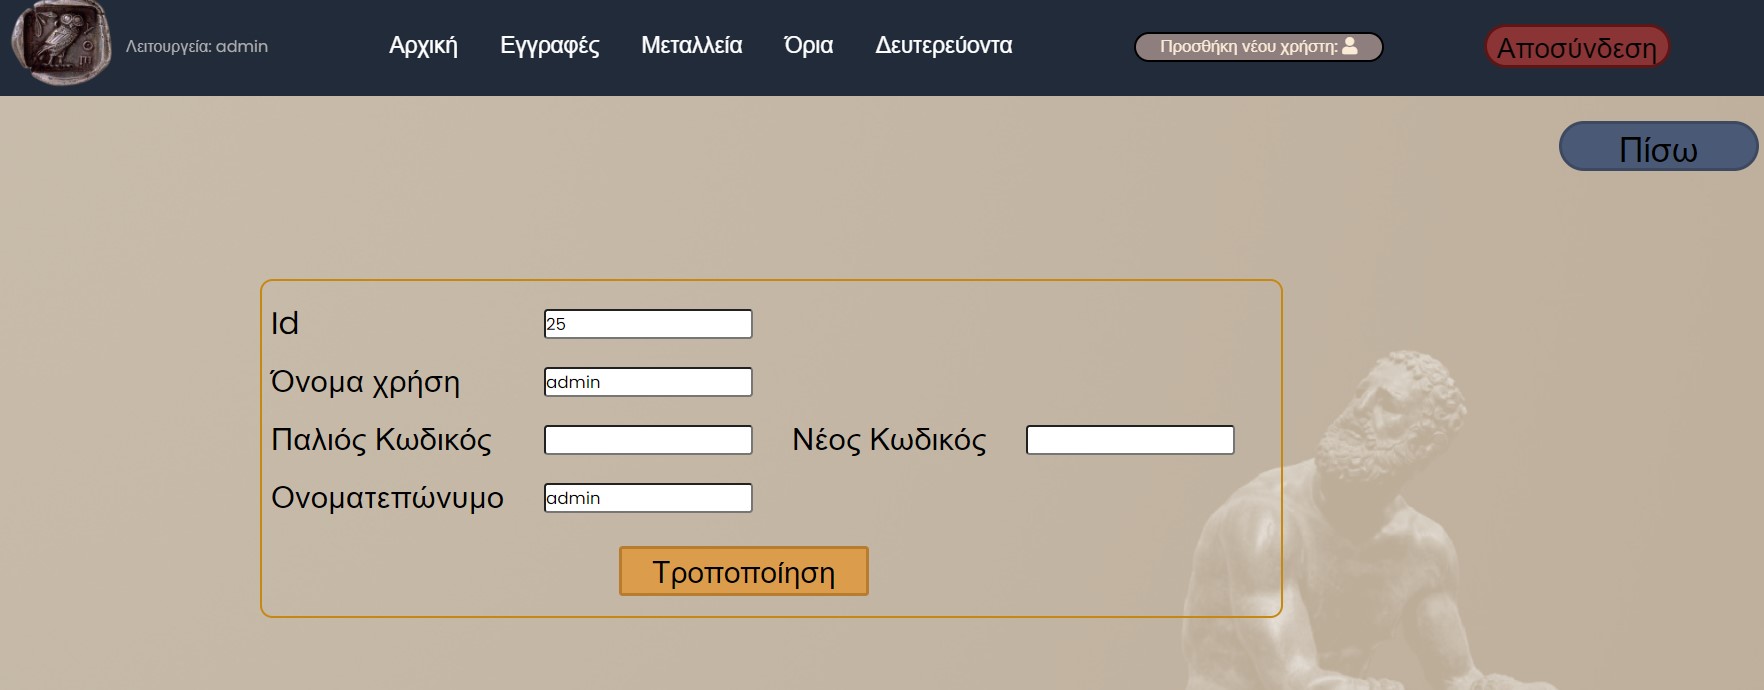 Λειτουργεία: admin
Αρχική Εγγραφές Μεταλλεία Όρια Δευτερεύοντα
Προσθήκη νέου χρήστη:
Αποσύνδεση
Πίσω
Id 25
Όνομα χρήση admin
Παλιός Κωδικός Νέος Κωδικός
Ονοματεπώνυμο admin
Τροποποίηση